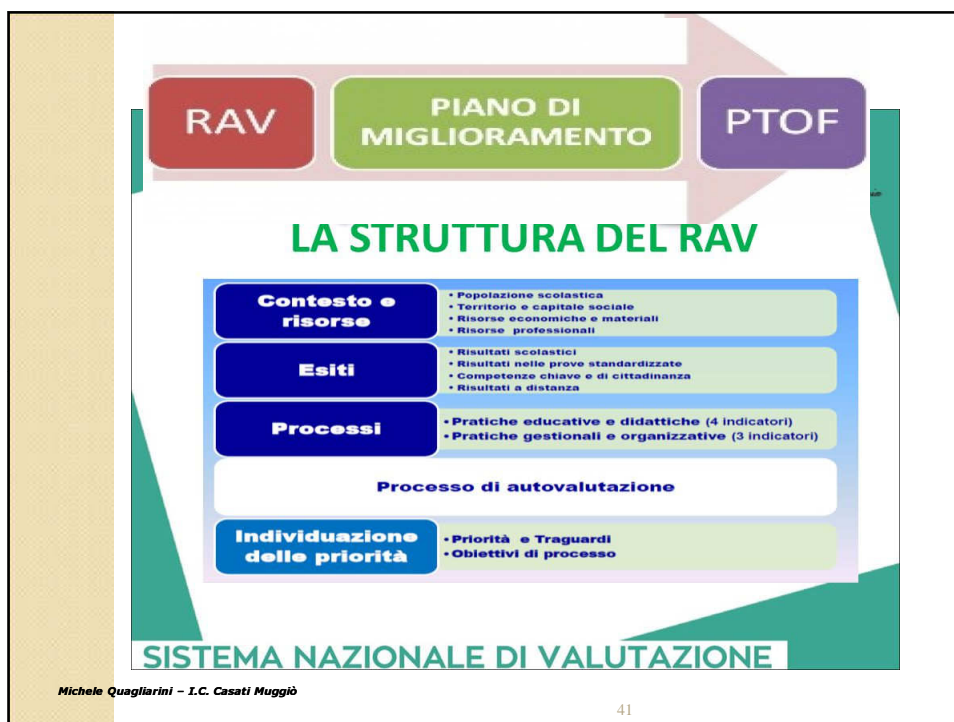 RAV
PIANO DI
MIGLIORAMENTO
PTOF
LA STRUTTURA DEL RAV
Contesto e
risorse
• Popolazione scolastica
• Territorio e capitale sociale
• Risorse economiche e materiali
• Risorse professionali
Esiti
• Risultati scolastici
• Risultati nelle prove standardizzate
• Competenze chiave e di cittadinanza
• Risultati a distanza
Processi
• Pratiche educative e didattiche (4 indicatori)
• Pratiche gestionali e organizzative (3 indicatori)
Processo di autovalutazione
Individuazione
delle priorità
• Priorità e Traguardi
• Obiettivi di processo
SISTEMA NAZIONALE DI VALUTAZIONE
Michele Quagliarini – I.C. Casati Muggiò
41